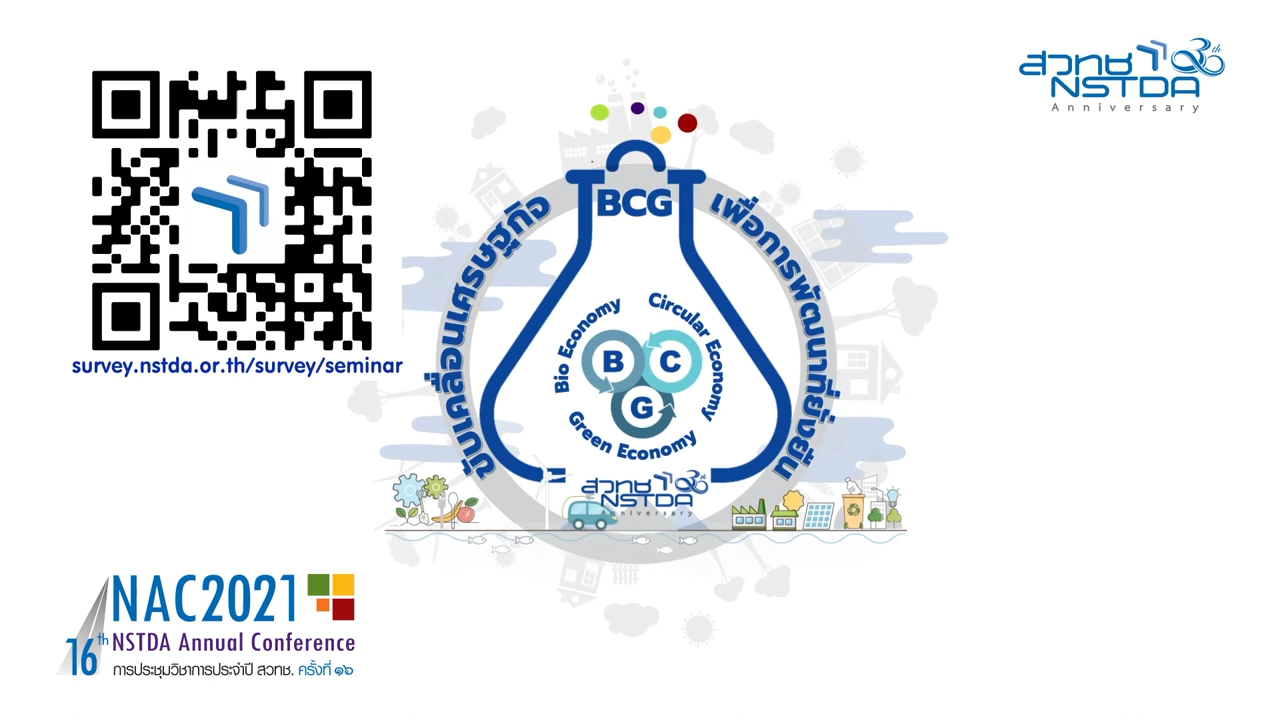 สวทช
30th
NSTDA
Anniversary
survey.nstda.or.th/survey/seminar
BCG
ขับเคลื่อนเศรษฐกิจ
เพื่อการพัฒนาที่ยั่งยืน
Bio Economy
Circular Economy
B
C
G
Green Economy
สวทช
30th
NSTDA
Anniversary
NAC2021
16th NSTDA Annual Conference
การประชุมวิชาการประจำปี สวทช. ครั้งที่ ๑๖